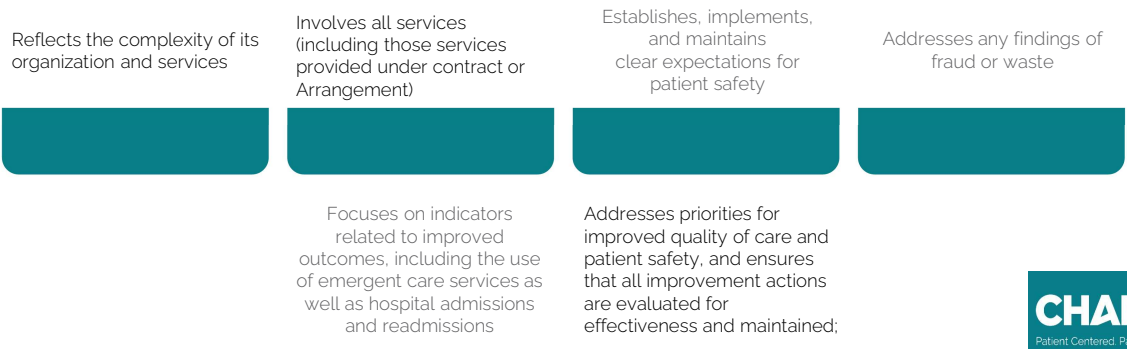 Reflects the complexity of its
organization and services
Involves all services
(including those services
provided under contract or
Arrangement)
Establishes, implements,
and maintains
clear expectations for
patient safety
Addresses any findings of
fraud or waste
Focuses on indicators
related to improved
outcomes, including the use
of emergent care services as
well as hospital admissions
and readmissions
Addresses priorities for
improved quality of care and
patient safety, and ensures
that all improvement actions
are evaluated for
effectiveness and maintained;
Patient Centered.